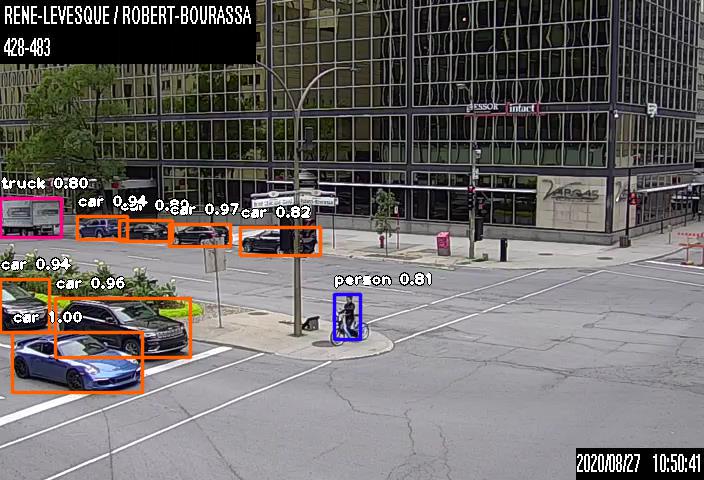 RENE-LEVESQUE / ROBERT-BOURASSA
428-483
intact
truck 0.80
car 0.94
car 0.97
car 0.82
car 0.94
car 0.96
person 0.81
car 1.00
2020/08/27 10:50:41